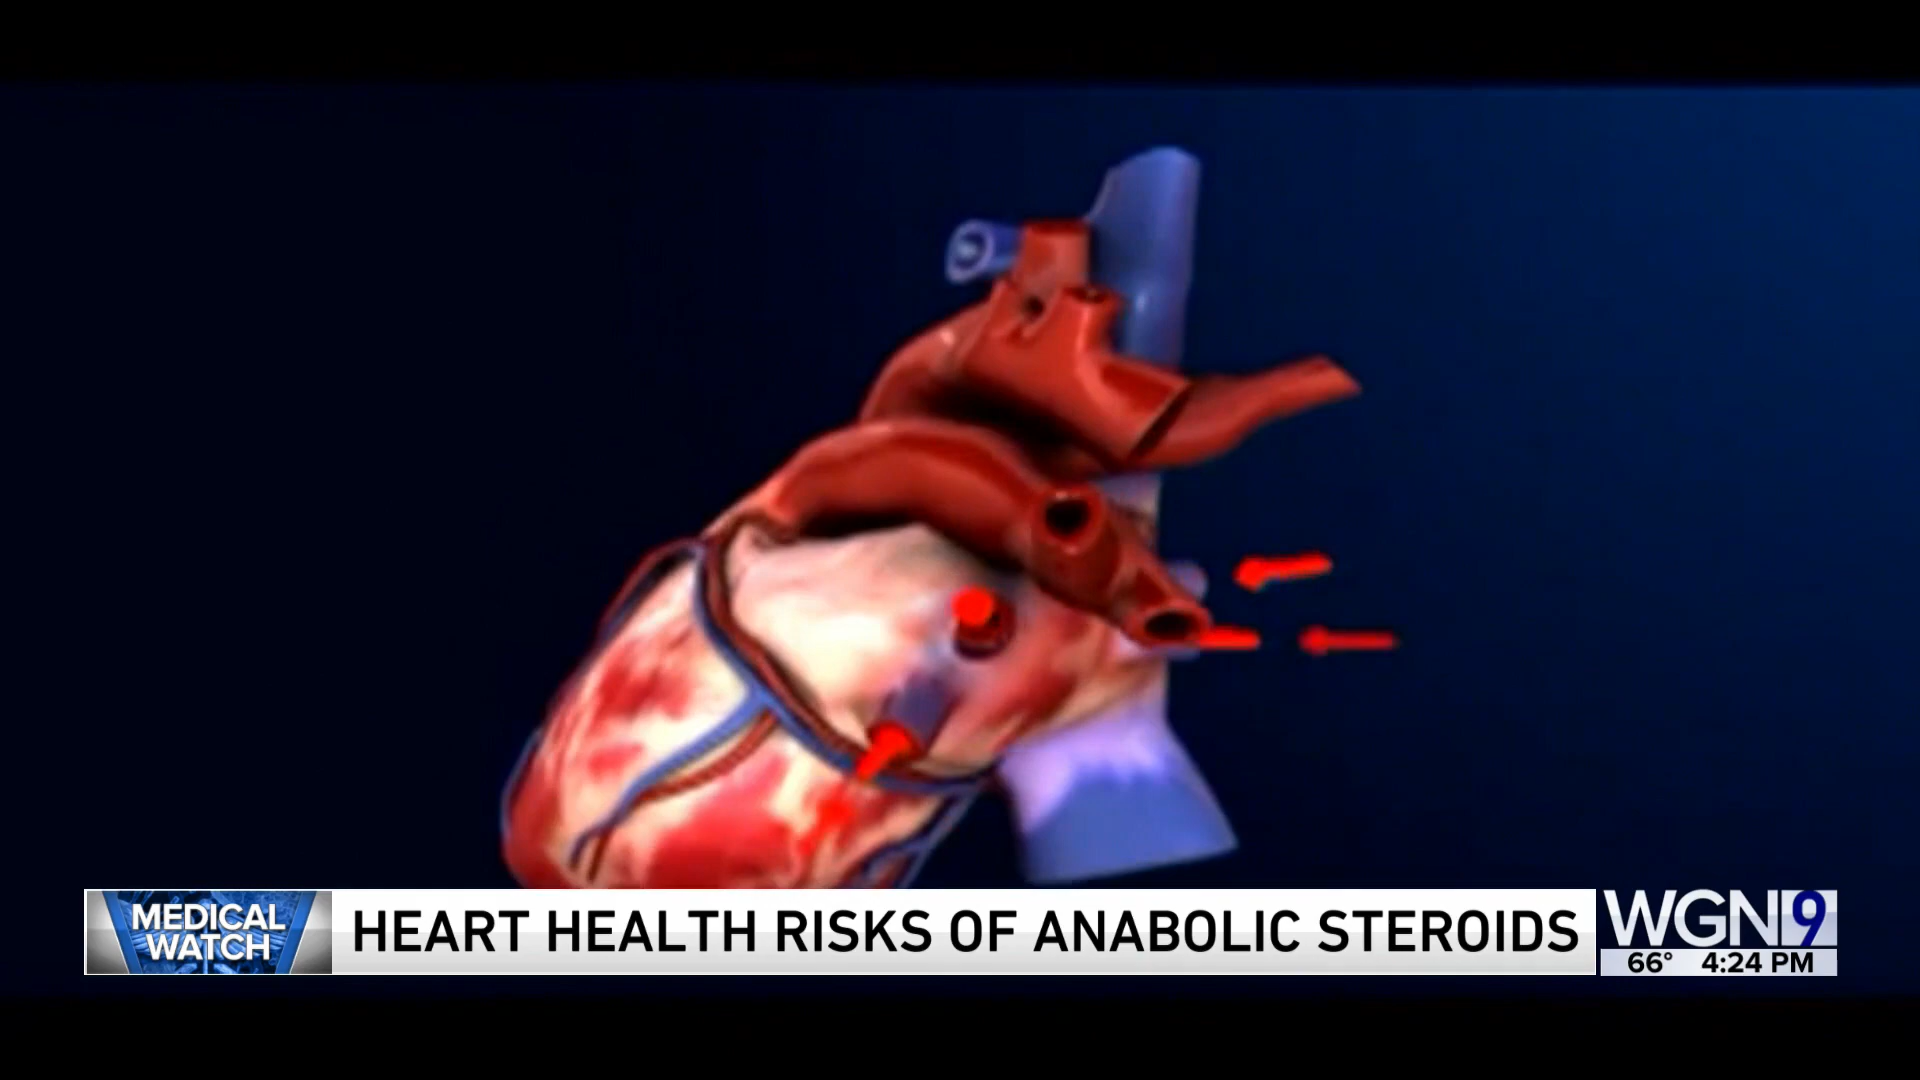 MEDICAL
WATCH
HEART HEALTH RISKS OF ANABOLIC STEROIDS
WGN9
66° 4:24 PM